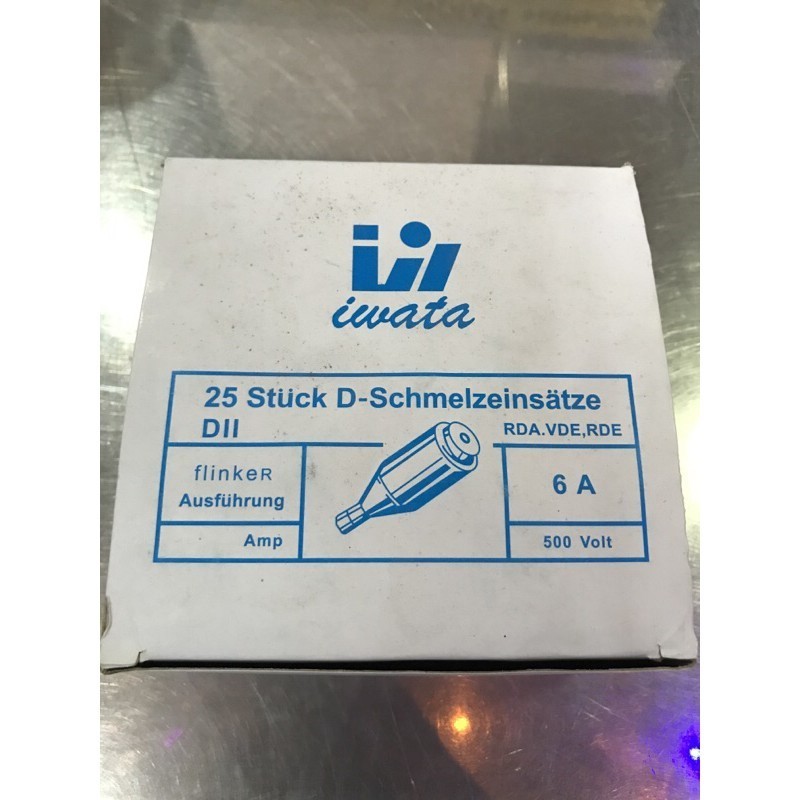 iwata
25 Stück D-Schmelzeinsätze
DII
RDA.VDE,RDE
flinkeR
Ausführung
6 A
Amp
500 Volt